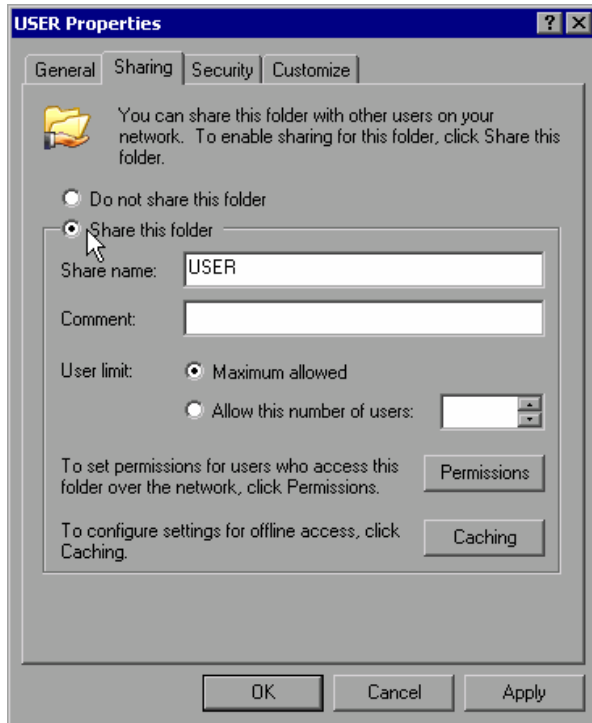 USER Properties
General Sharing Security Customize
You can share this folder with other users on your
network. To enable sharing for this folder, click Share this
folder.
Do not share this folder
Share this folder
Share name: USER
Comment:
User limit: Maximum allowed
Allow this number of users:
To set permissions for users who access this
folder over the network, click Permissions.
Permissions
To configure settings for offline access, click
Caching.
Caching
OK Cancel Apply